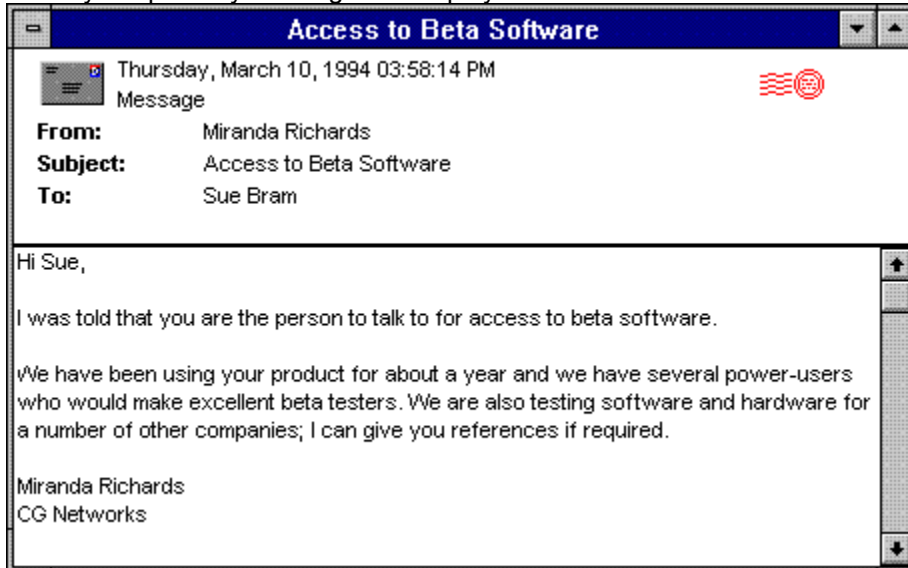 Access to Beta Software
Thursday, March 10, 1994 03:58:14 PM
Message
From: Miranda Richards
Subject: Access to Beta Software
To: Sue Bram
Hi Sue,
I was told that you are the person to talk to for access to beta software.
We have been using your product for about a year and we have several power-users
who would make excellent beta testers. We are also testing software and hardware for
a number of other companies; I can give you references if required.
Miranda Richards
CG Networks